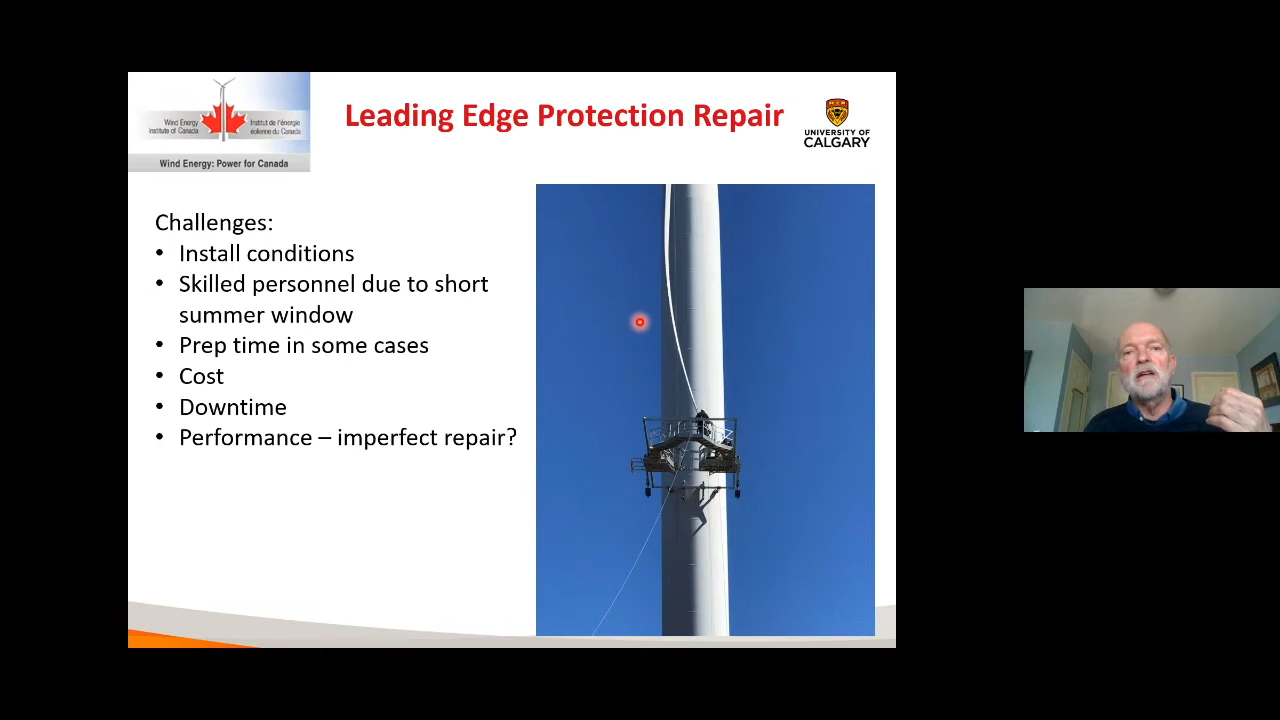 Wind Energy
Institute of Canada
Institut de l'énergie
éolienne du Canada
Wind Energy: Power for Canada
Leading Edge Protection Repair
UNIVERSITY OF
CALGARY
Challenges:
• Install conditions
• Skilled personnel due to short
summer window
• Prep time in some cases
• Cost
• Downtime
• Performance – imperfect repair?